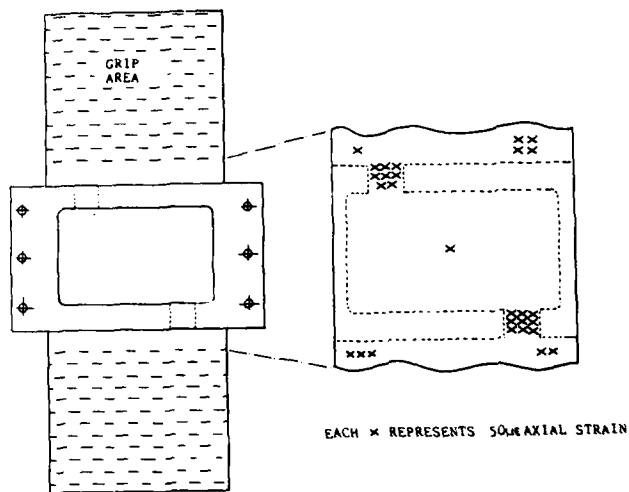 GRIP
AREA
EACH × REPRESENTS 50µε AXIAL STRAIN